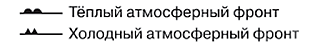 Тёплый атмосферный фронт
Холодный атмосферный фронт